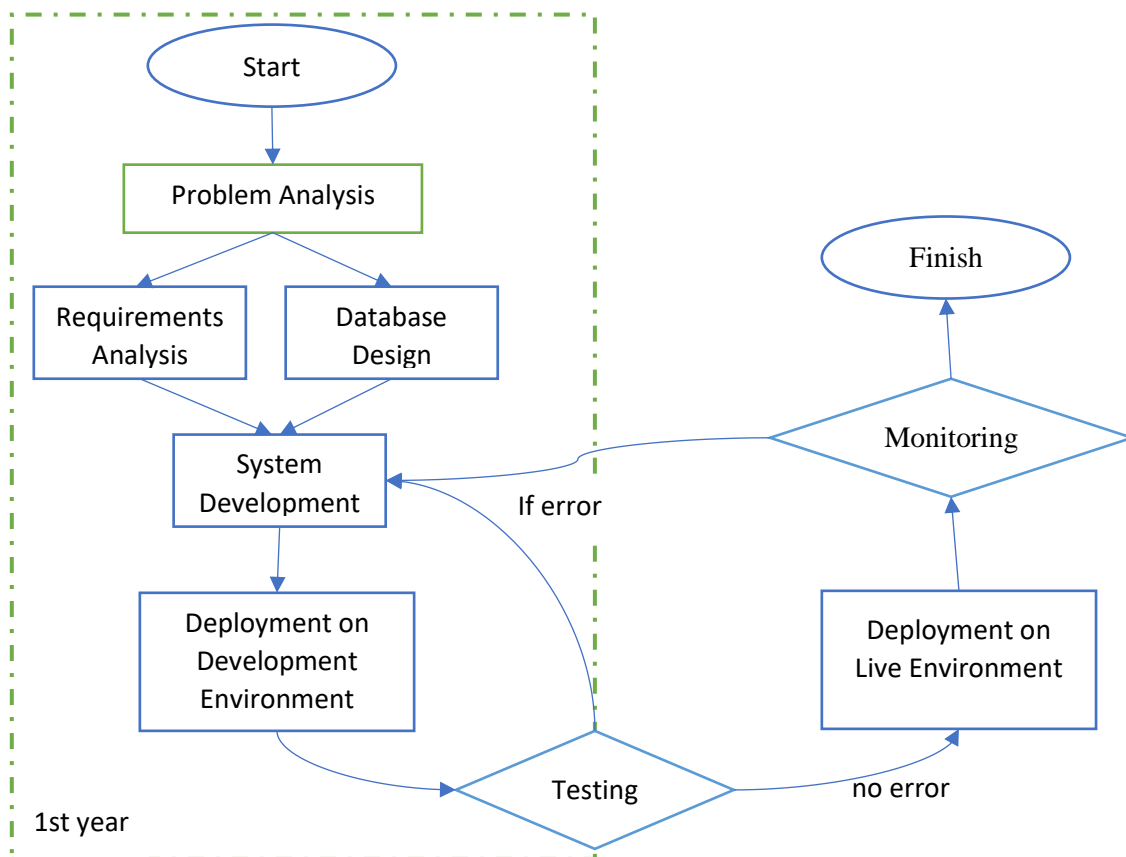 Start
Problem Analysis
Requirements
Analysis
Database
Design
System
Development
Deployment on
Development
Environment
1st year
Testing
If error
no error
Deployment on
Live Environment
Monitoring
Finish